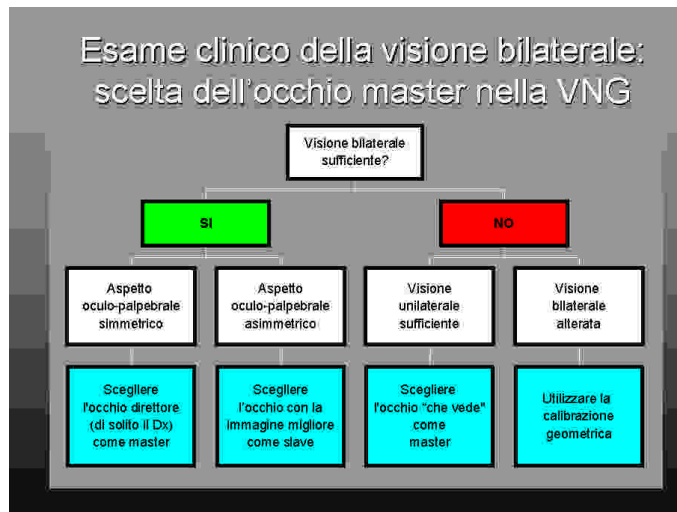 Esame clinico della visione bilaterale:
scelta dell'occhio master nella VNG
Visione bilaterale
sufficiente?
SI
NO
Aspetto
oculo-palpebrale
simmetrico
Aspetto
oculo-palpebrale
asimmetrico
Visione
unilaterale
sufficiente
Visione
bilaterale
alterata
Scegliere
l'occhio direttore
(di solito il Dx)
come master
Scegliere
l'occhio con la
immagine migliore
come slave
Scegliere
l'occhio "che vede"
come
master
Utilizzare la
calibrazione
geometrica